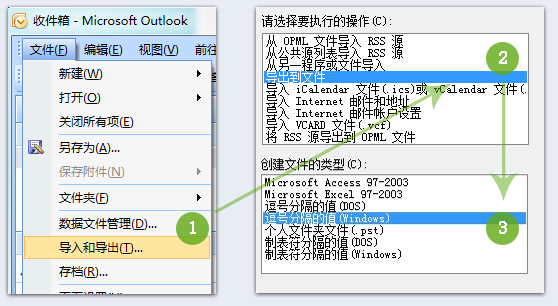 收件箱 - Microsoft Outlook
文件(F) 编辑(E) 视图(V) 前往
新建(W)
打开(O)
关闭所有项(E)
另存为(A)...
保存附件(N)
文件夹(F)
数据文件管理(D)...
导入和导出(T)...
存档(R)...
1
请选择要执行的操作(C):
从 OPML 文件导入 RSS 源
从公共源列表导入 RSS 源
从另一程序或文件导入
导出到文件
导入 iCalendar 文件(.ics)或 vCalendar 文件(.
导入 Internet 邮件和地址
导入 Internet 邮件帐户设置
导入 VCARD 文件(.vcf)
将 RSS 源导出到 OPML 文件
2
创建文件的类型(C):
Microsoft Access 97-2003
Microsoft Excel 97-2003
逗号分隔的值(DOS)
逗号分隔的值(Windows)
个人文件夹文件(.pst)
制表符分隔的值(DOS)
制表符分隔的值(Windows)
3